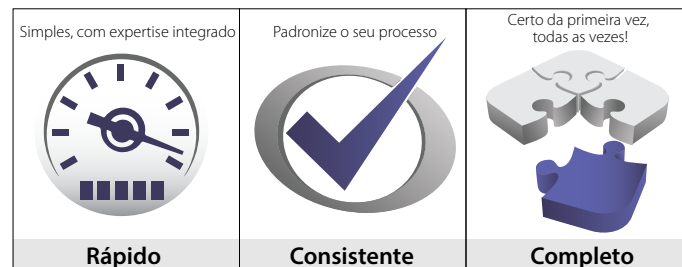 Simples, com expertise integrado
Rápido
Padronize o seu processo
Consistente
Certo da primeira vez,
todas as vezes!
Completo